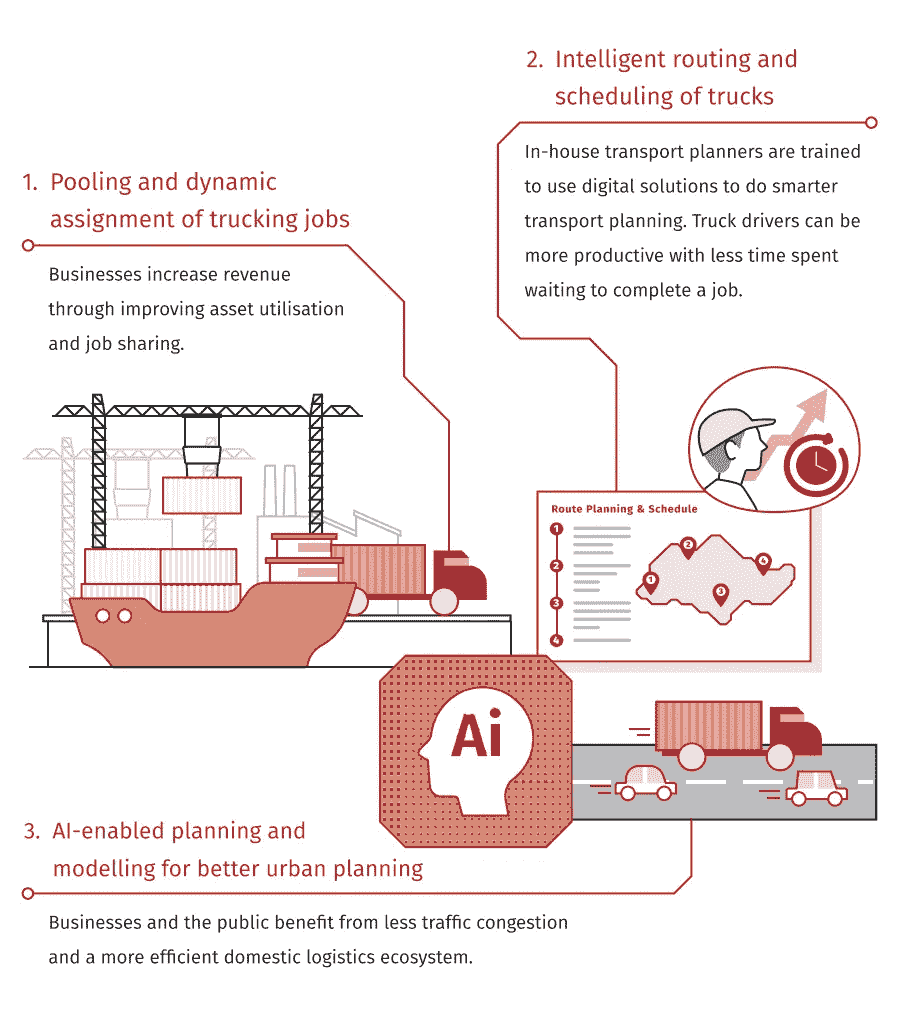 1. Pooling and dynamic
assignment of trucking jobs
Businesses increase revenue
through improving asset utilisation
and job sharing.
2. Intelligent routing and
scheduling of trucks
In-house transport planners are trained
to use digital solutions to do smarter
transport planning. Truck drivers can be
more productive with less time spent
waiting to complete a job.
Route Planning & Schedule
1
2
3
4
1
2
3
4
Ai
3. AI-enabled planning and
modelling for better urban planning
Businesses and the public benefit from less traffic congestion
and a more efficient domestic logistics ecosystem.